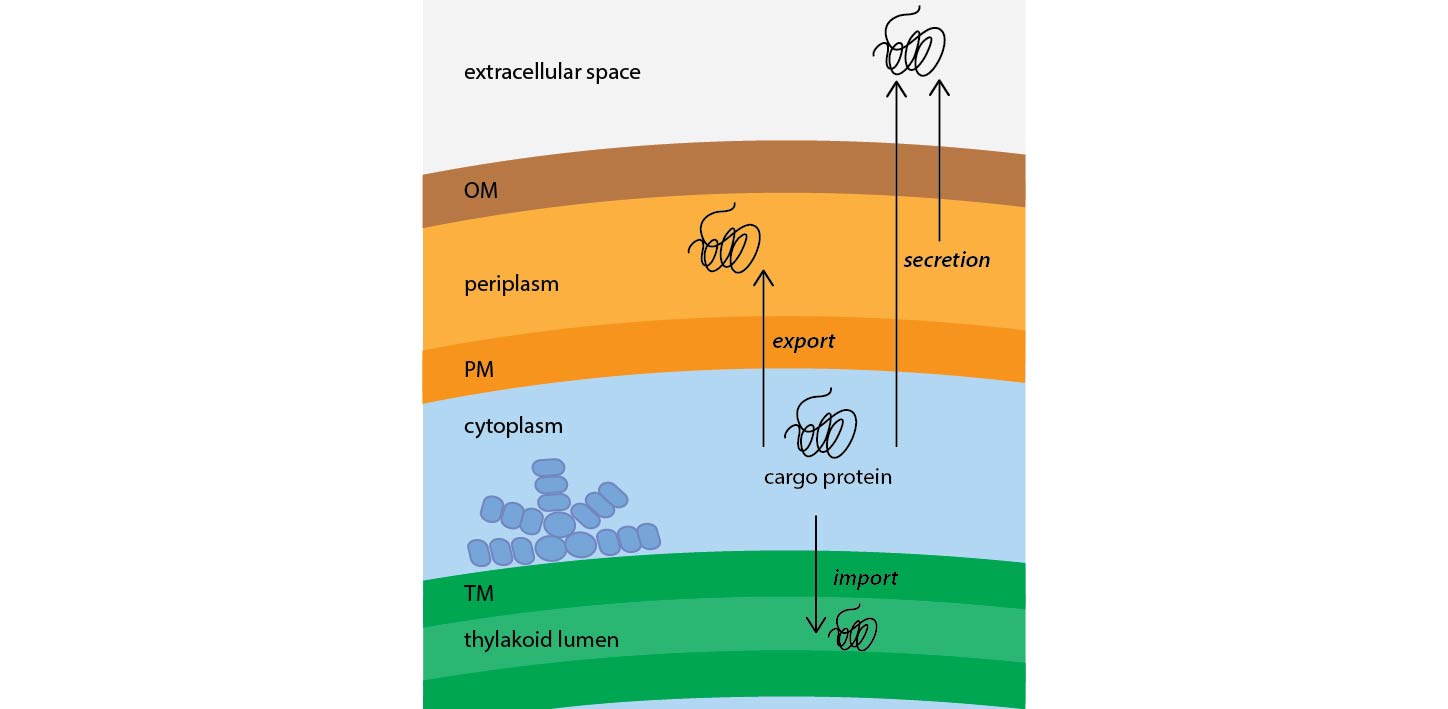 extracellular space
OM
periplasm
secretion
export
PM
cytoplasm
cargo protein
import
TM
thylakoid lumen